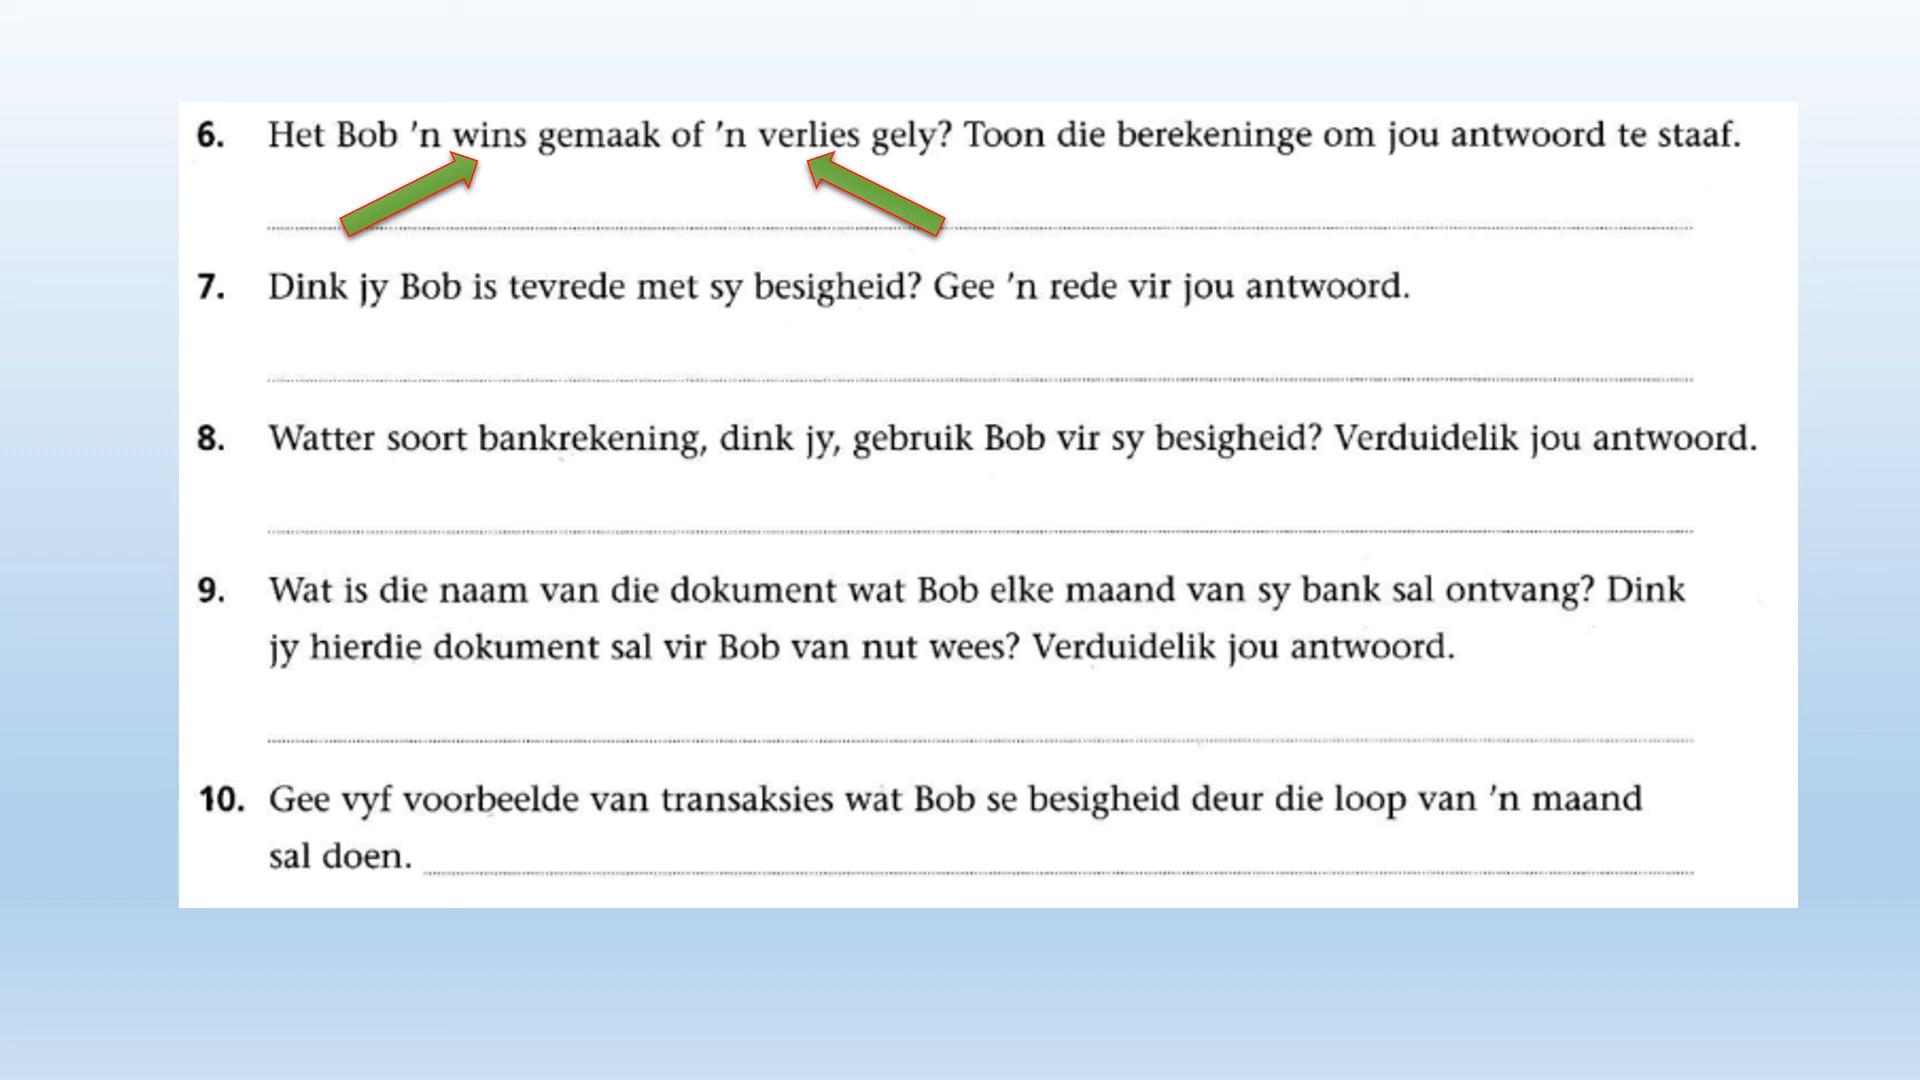 6. Het Bob 'n wins gemaak of 'n verlies gely? Toon die berekeninge om jou antwoord te staaf.
7. Dink jy Bob is tevrede met sy besigheid? Gee 'n rede vir jou antwoord.
8. Watter soort bankrekening, dink jy, gebruik Bob vir sy besigheid? Verduidelik jou antwoord.
9. Wat is die naam van die dokument wat Bob elke maand van sy bank sal ontvang? Dink
jy hierdie dokument sal vir Bob van nut wees? Verduidelik jou antwoord.
10. Gee vyf voorbeelde van transaksies wat Bob se besigheid deur die loop van 'n maand
sal doen.